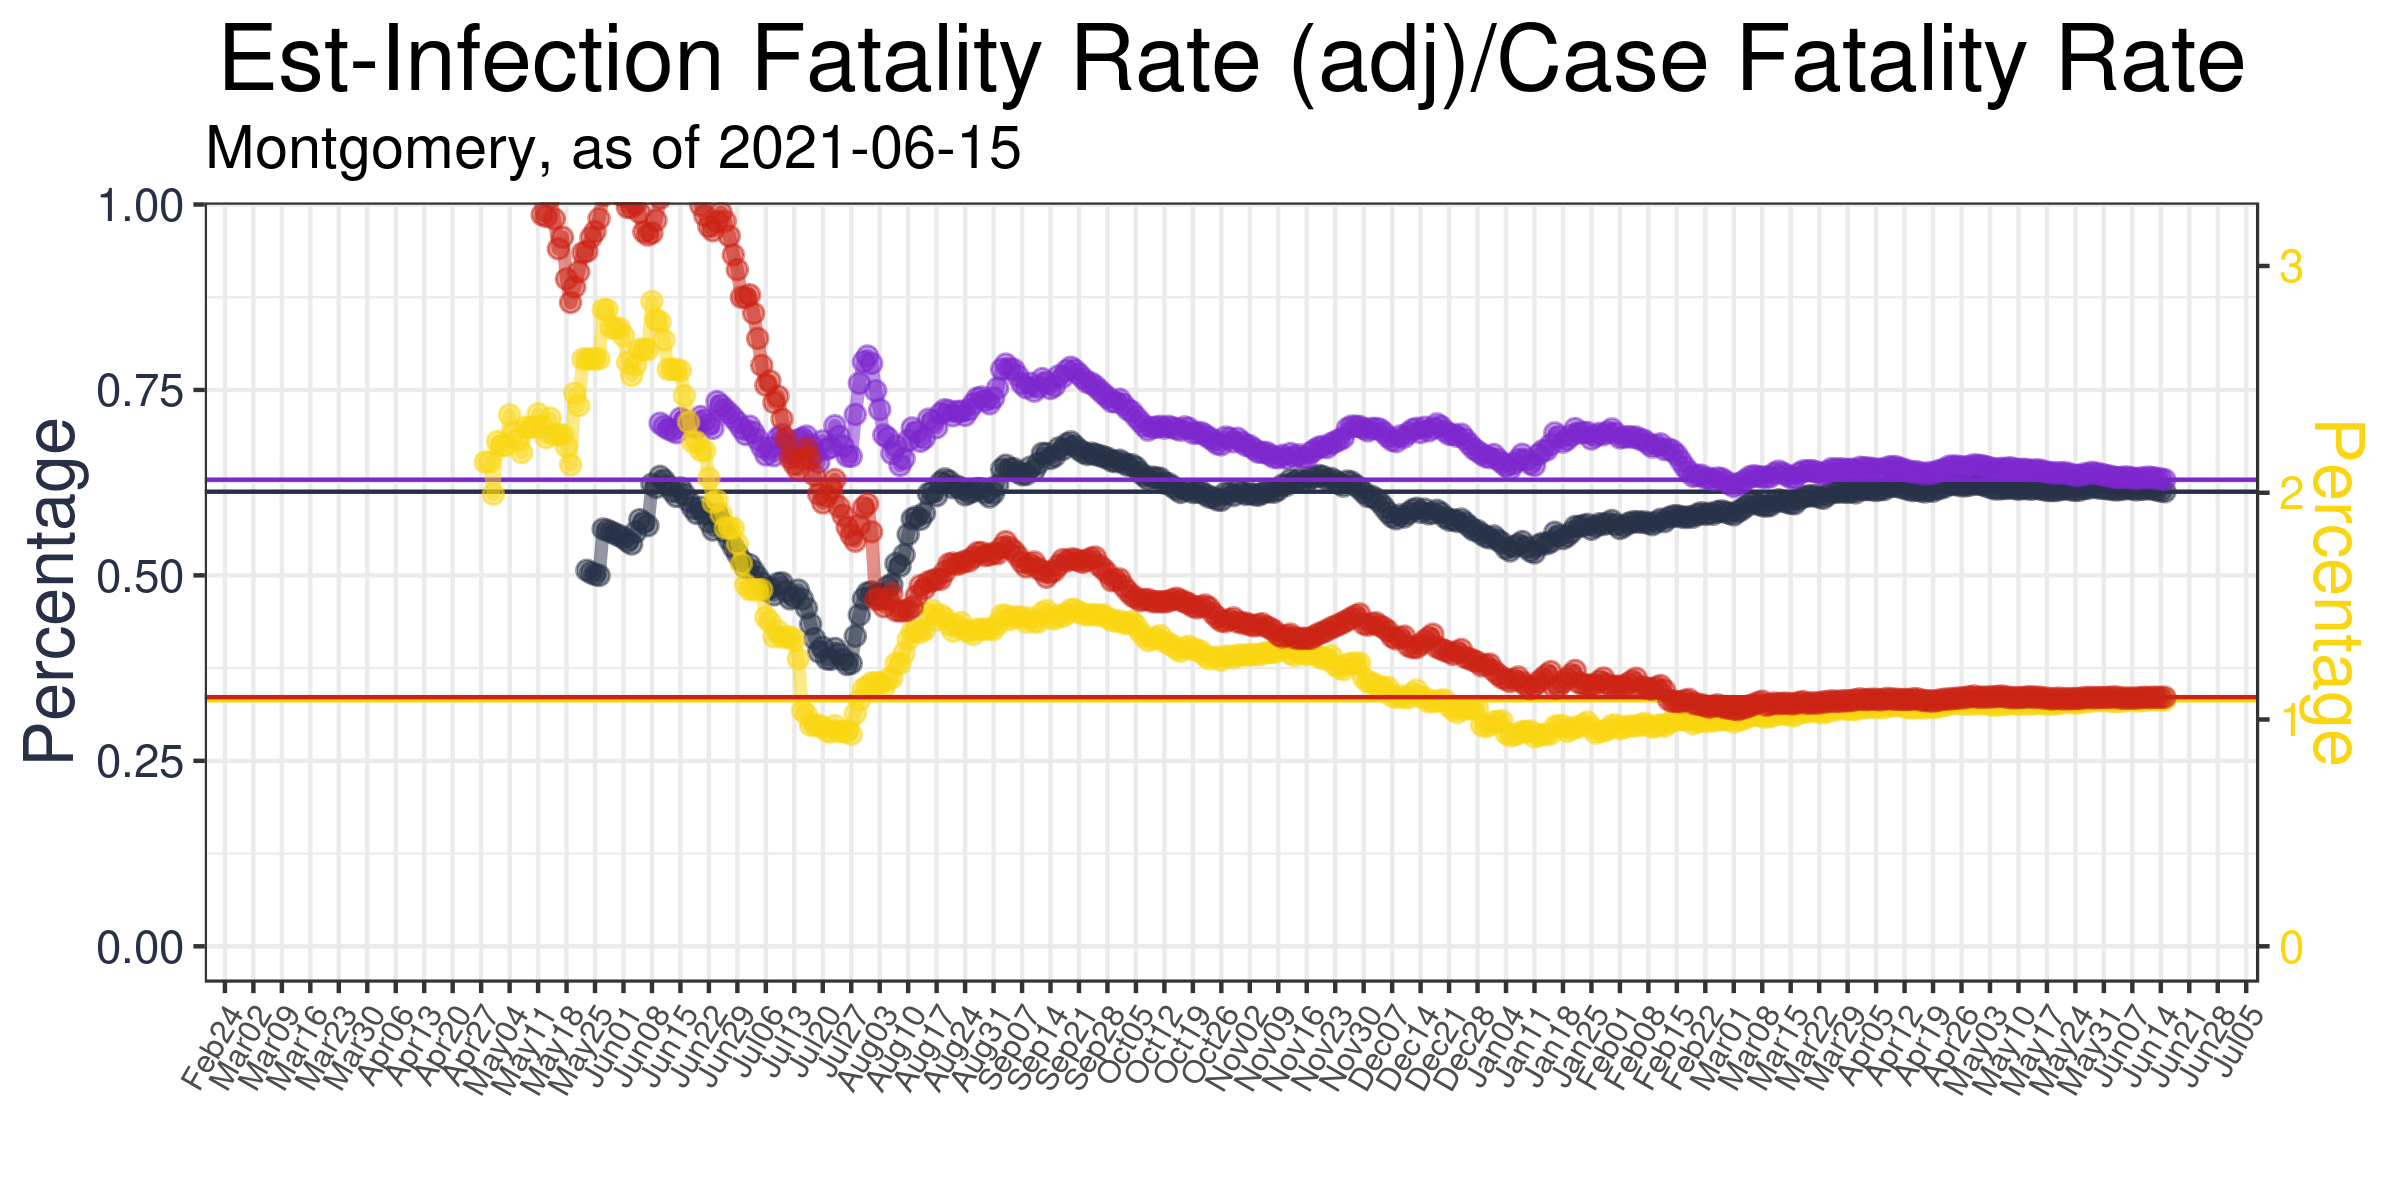 Est-Infection Fatality Rate (adj)/Case Fatality Rate
Montgomery, as of 2021-06-15
1.00
0.75
0.50
0.25
0.00
Percentage
3
2
1
0
Percentage
Feb24
Mar02
Mar09
Mar16
Mar23
Mar30
Apr06
Apr13
Apr20
Apr27
May04
May11
May18
May25
Jun01
Jun08
Jun15
Jun22
Jun29
Jul06
Jul13
Jul20
Jul27
Aug03
Aug10
Aug17
Aug24
Aug31
Sep07
Sep14
Sep21
Sep28
Oct05
Oct12
Oct19
Oct26
Nov02
Nov09
Nov16
Nov23
Nov30
Dec07
Dec14
Dec21
Dec28
Jan04
Jan11
Jan18
Jan25
Feb01
Feb08
Feb15
Feb22
Mar01
Mar08
Mar15
Mar22
Mar29
Apr05
Apr12
Apr19
Apr26
May03
May10
May17
May24
May31
Jun07
Jun14
Jun21
Jun28
Jul05